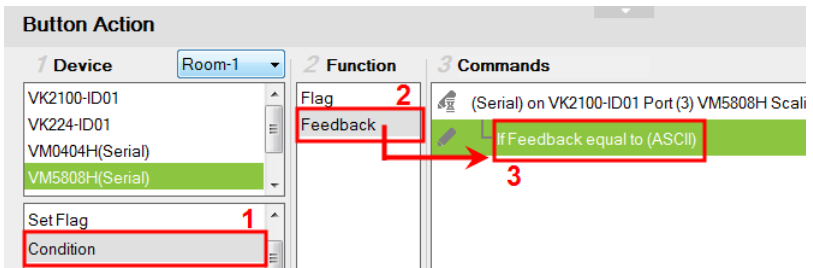 Button Action
1 Device
Room-1
2 Function
3 Commands
VK2100-ID01
VK224-ID01
VM0404H(Serial)
VM5808H(Serial)
Set Flag
1
Condition
Flag
2
Feedback
(Serial) on VK2100-ID01 Port (3) VM5808H Scali
If Feedback equal to (ASCII)
3